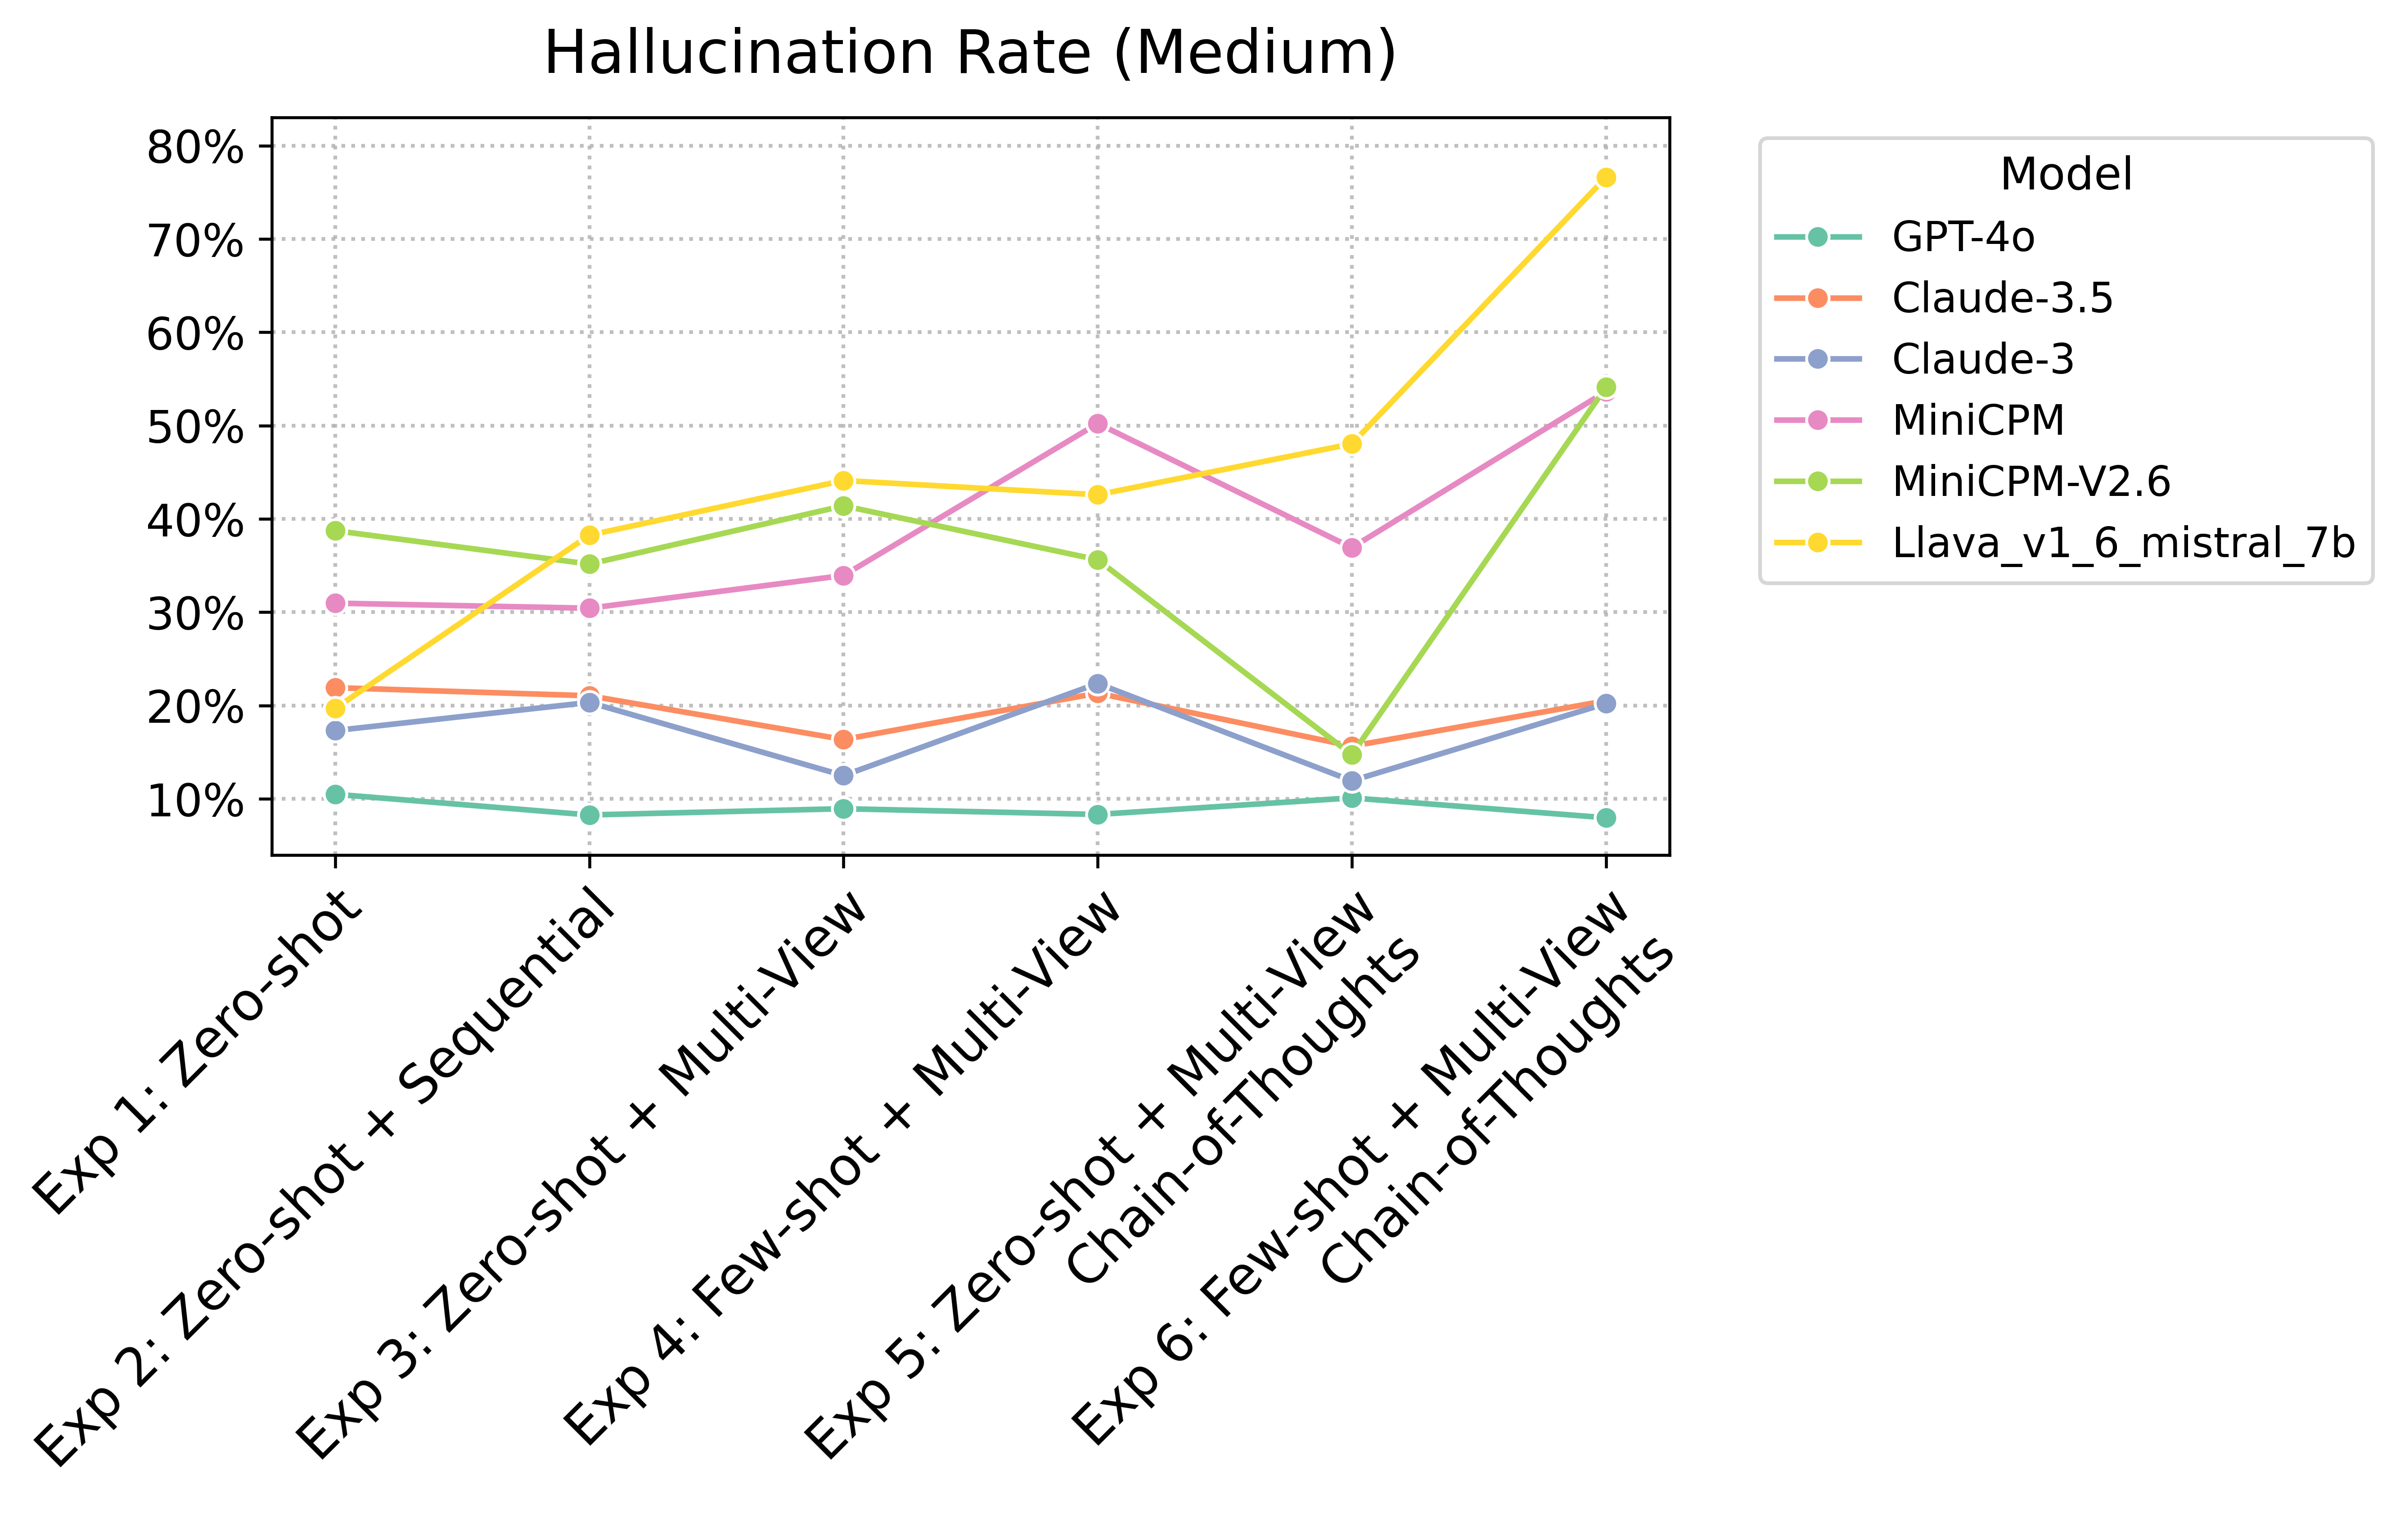 Hallucination Rate (Medium)
80%
70%
60%
50%
40%
30%
20%
10%
Exp 1: Zero-shot
Exp 2: Zero-shot + Sequential
Exp 3: Zero-shot + Multi-View
Exp 4: Few-shot + Multi-View
Exp 5: Zero-shot + Multi-View
Chain-of-Thoughts
Exp 6: Few-shot + Multi-View
Chain-of-Thoughts
Model
GPT-4o
Claude-3.5
Claude-3
MiniCPM
MiniCPM-V2.6
Llava_v1_6_mistral_7b